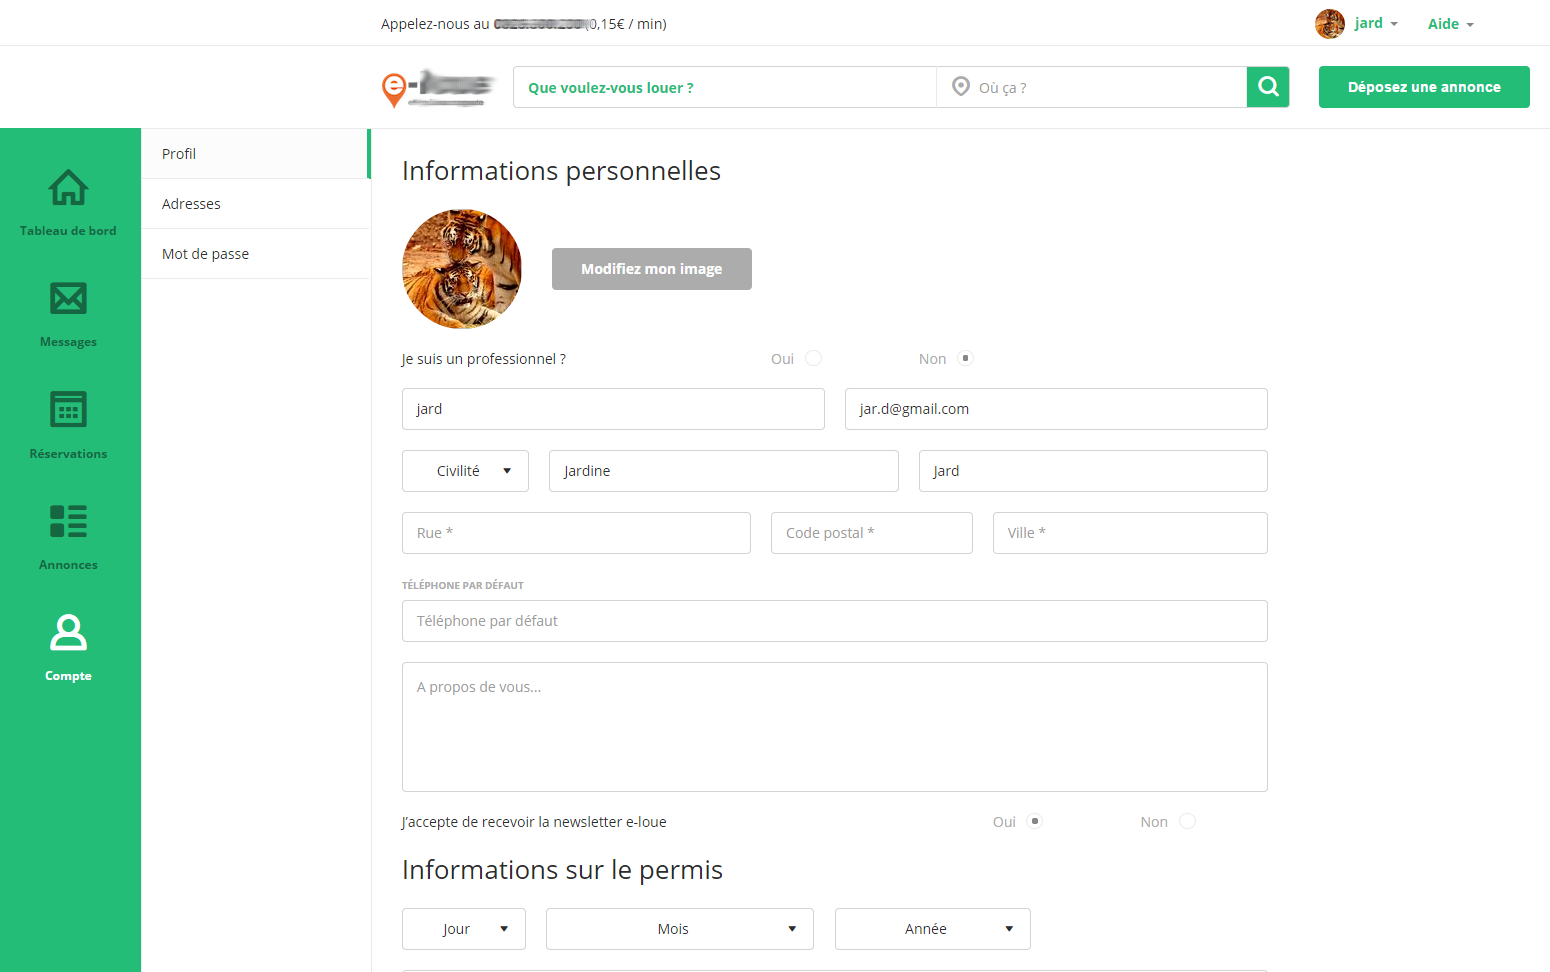 Appelez-nous au (0,15€ / min)
jard
Aide
e-
Que voulez-vous louer ?
Où ça ?
Déposez une annonce
Tableau de bord
Messages
Réservations
Annonces
Compte
Profil
Adresses
Mot de passe
Informations personnelles
Modifiez mon image
Je suis un professionnel ? Oui Non
jard jar.d@gmail.com
Civilité Jardine Jard
Rue * Code postal * Ville *
TÉLÉPHONE PAR DÉFAUT
Téléphone par défaut
A propos de vous...
J'accepte de recevoir la newsletter e-loue Oui Non
Informations sur le permis
Jour Mois Année